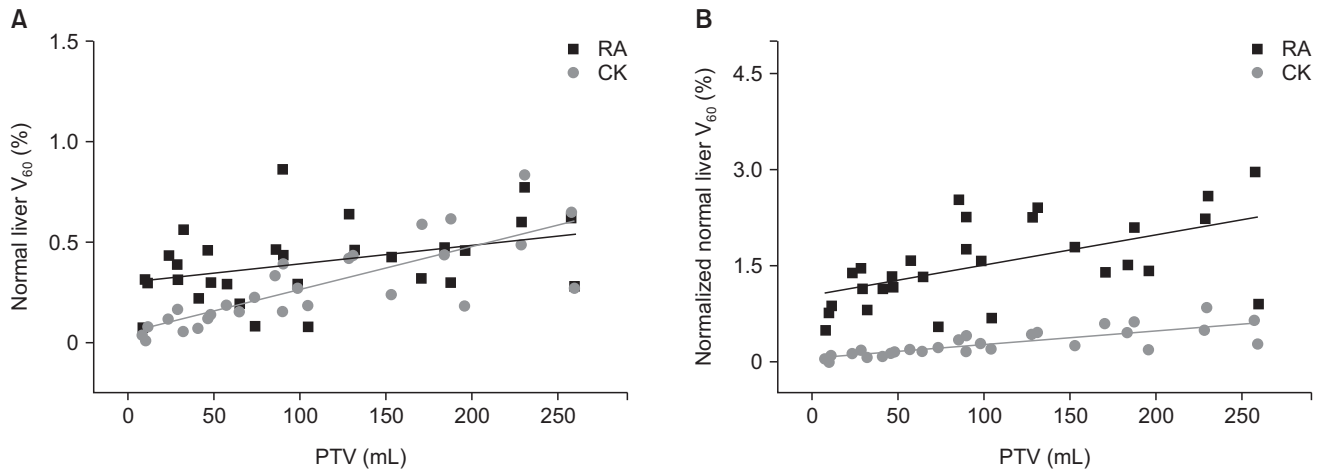 A
Normal liver V₆₀ (%)
1.5
1.0
0.5
0
0 50 100 150 200 250
PTV (mL)
RA
CK
B
Normalized normal liver V₆₀ (%)
4.5
3.0
1.5
0
0 50 100 150 200 250
PTV (mL)
RA
CK